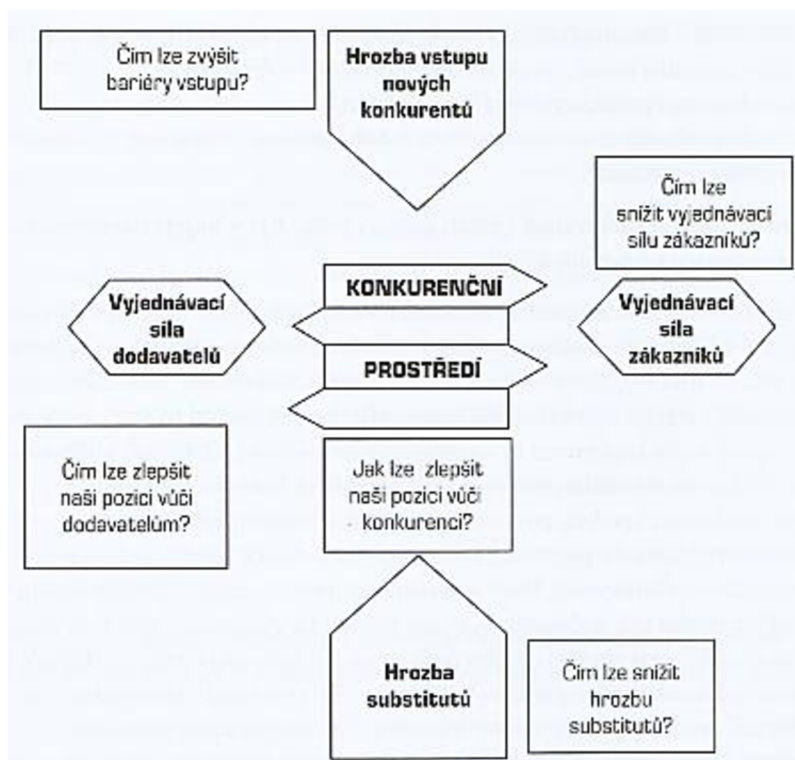 Čím lze zvýšit
bariéry vstupu?
Hrozba vstupu
nových
konkurentů
Čím lze
snížit vyjednávací
sílu zákazníků?
Vyjednávací
síla
dodavatelů
KONKURENČNÍ
PROSTŘEDÍ
Vyjednávací
síla
zákazníků
Čím lze zlepšit
naši pozici vůči
dodavatelům?
Jak lze zlepšit
naši pozici vůči
konkurenci?
Hrozba
substitutů
Čím lze snížit
hrozbu
substitutů?